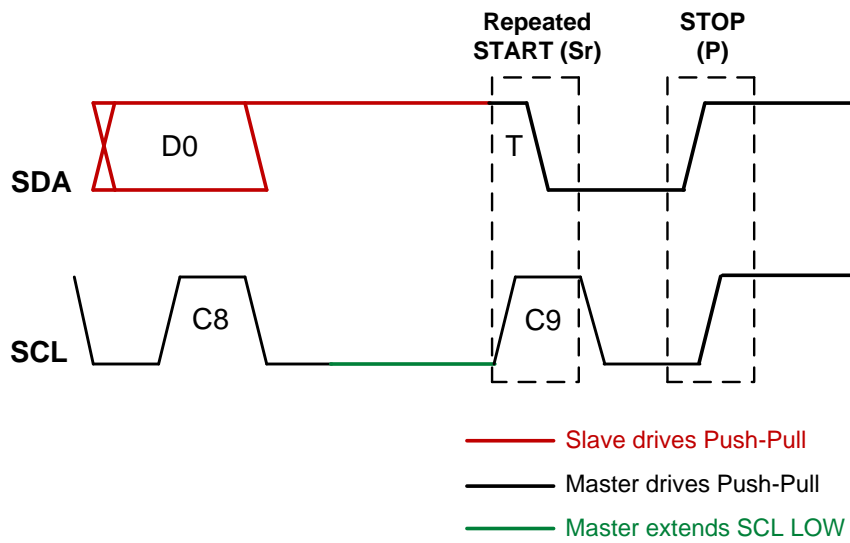 Repeated
START (Sr)
STOP
(P)
D0
T
SDA
C8
C9
SCL
Slave drives Push-Pull
Master drives Push-Pull
Master extends SCL LOW